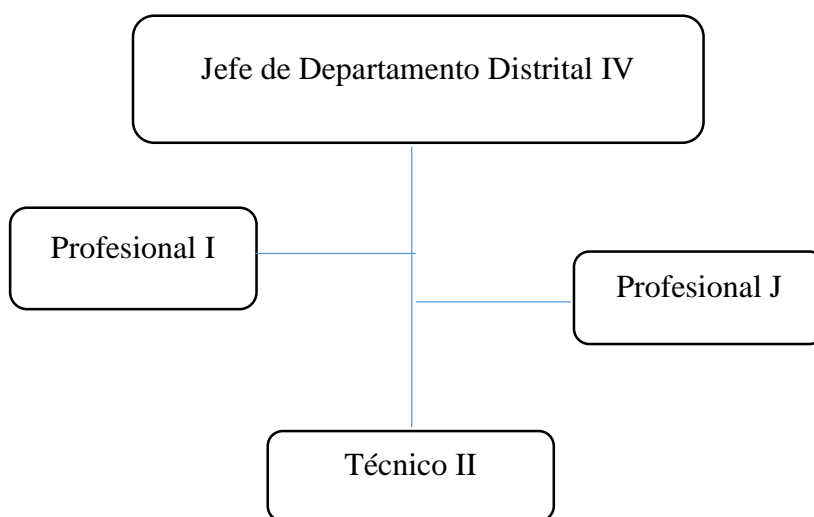 Jefe de Departamento Distrital IV
Profesional I
Profesional J
Técnico II